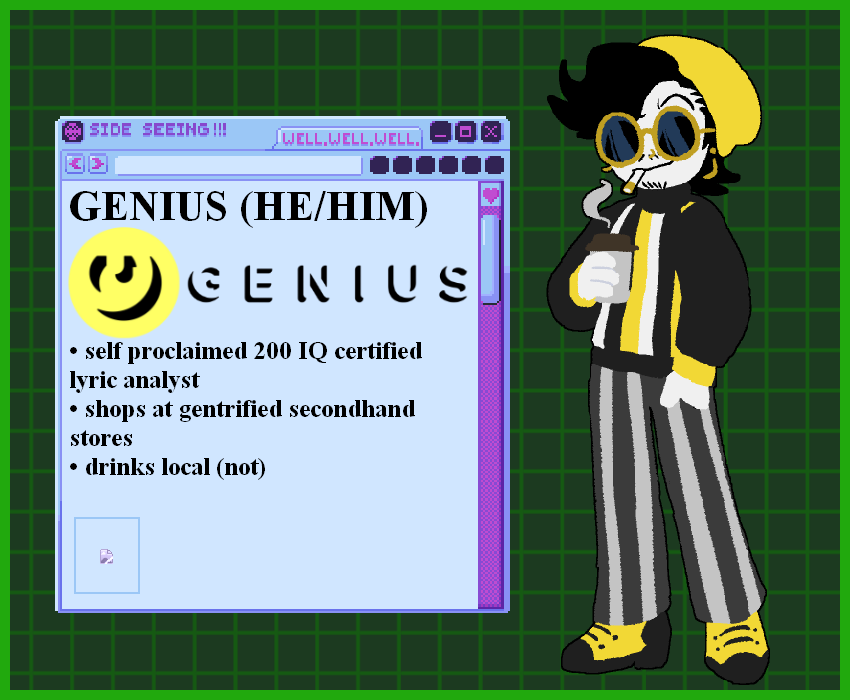 SIDE SEEING!!!
WELL.WELL.WELL.
GENIUS (HE/HIM)
GENIUS
• self proclaimed 200 IQ certified
lyric analyst
• shops at gentrified secondhand
stores
• drinks local (not)